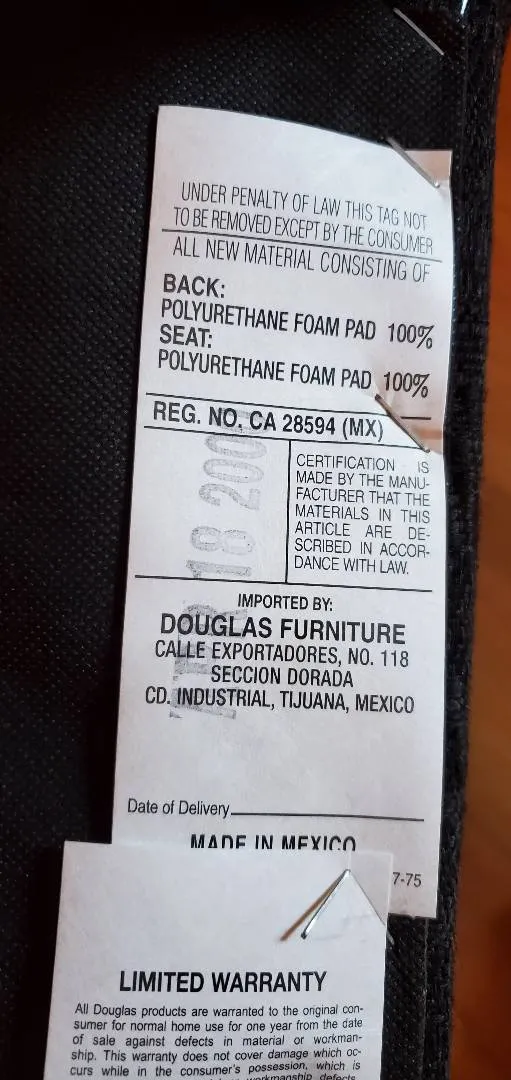 UNDER PENALTY OF LAW THIS TAG NOT
TO BE REMOVED EXCEPT BY THE CONSUMER
ALL NEW MATERIAL CONSISTING OF
BACK:
POLYURETHANE FOAM PAD 100%
SEAT:
POLYURETHANE FOAM PAD 100%
REG. NO. CA 28594 (MX)
18 200
CERTIFICATION IS
MADE BY THE MANU-
FACTURER THAT THE
MATERIALS IN THIS
ARTICLE ARE DE-
SCRIBED IN ACCOR-
DANCE WITH LAW.
IMPORTED BY:
DOUGLAS FURNITURE
CALLE EXPORTADORES, NO. 118
SECCION DORADA
CD. INDUSTRIAL, TIJUANA, MEXICO
Date of Delivery
MADE IN MEXICO
7-75
LIMITED WARRANTY
All Douglas products are warranted to the original con-
sumer for normal home use for one year from the date
of sale against defects in material or workman-
ship. This warranty does not cover damage which oc-
curs while in the consumer's possession, which is
workmanship defects